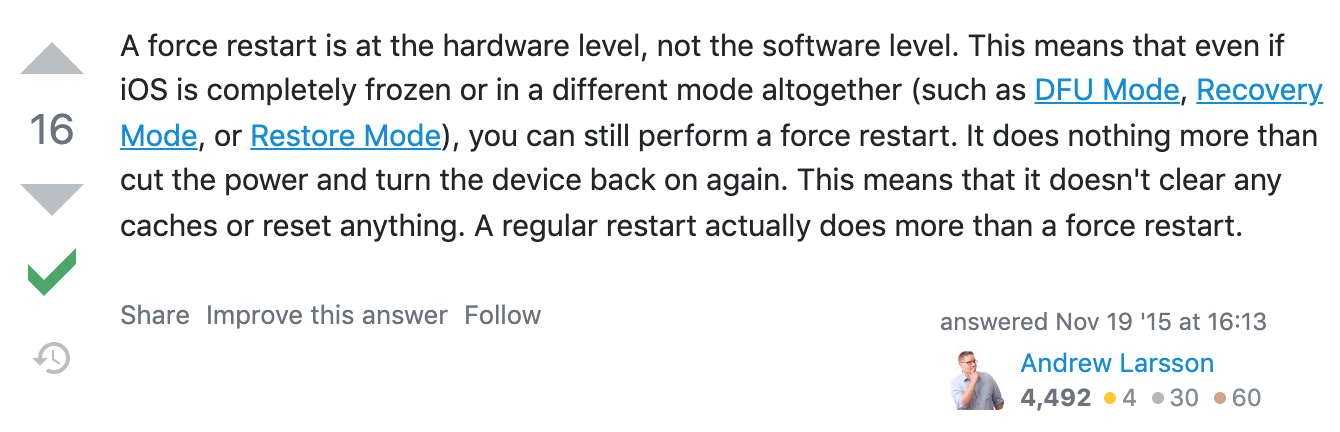 A force restart is at the hardware level, not the software level. This means that even if
iOS is completely frozen or in a different mode altogether (such as DFU Mode, Recovery
16
Mode, or Restore Mode), you can still perform a force restart. It does nothing more than
cut the power and turn the device back on again. This means that it doesn't clear any
caches or reset anything. A regular restart actually does more than a force restart.
Share Improve this answer Follow
answered Nov 19 '15 at 16:13
Andrew Larsson
4,492 4 30 60